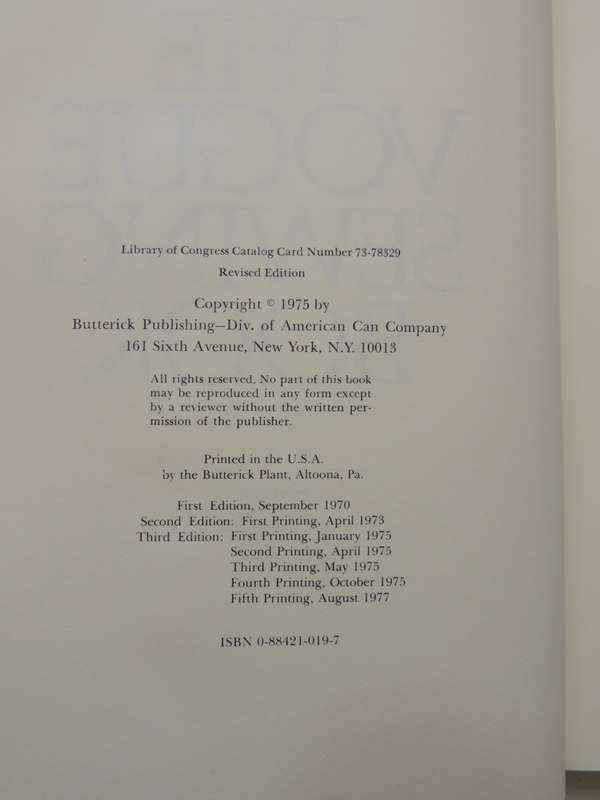 Library of Congress Catalog Card Number 73-78329
Revised Edition
Copyright © 1975 by
Butterick Publishing—Div. of American Can Company
161 Sixth Avenue, New York, N.Y. 10013
All rights reserved. No part of this book
may be reproduced in any form except
by a reviewer without the written per-
mission of the publisher.
Printed in the U.S.A.
by the Butterick Plant, Altoona, Pa.
First Edition, September 1970
Second Edition: First Printing, April 1973
Third Edition: First Printing, January 1975
Second Printing, April 1975
Third Printing, May 1975
Fourth Printing, October 1975
Fifth Printing, August 1977
ISBN 0-88421-019-7